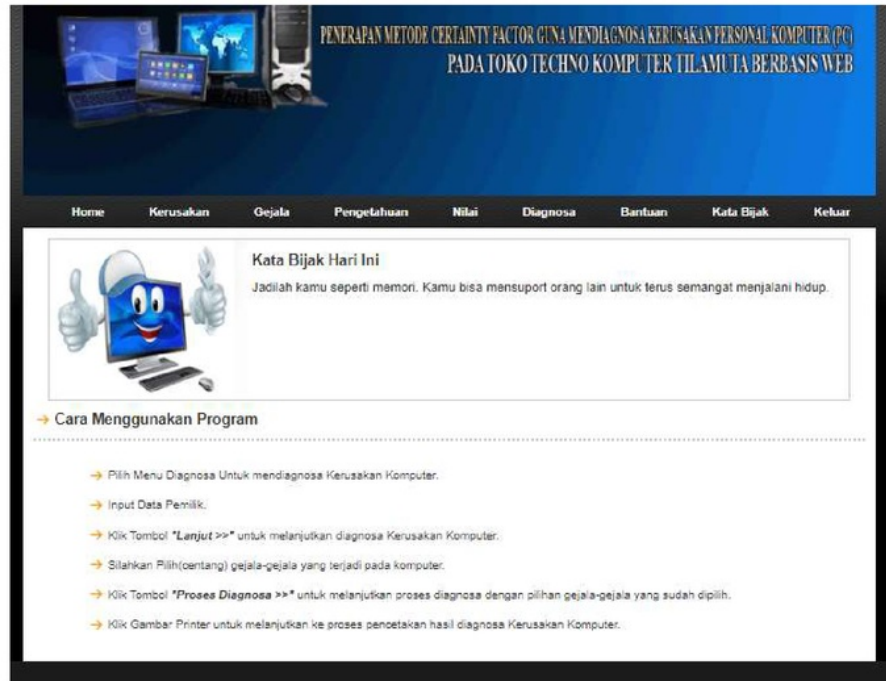 PENERAPAN METODE CERTAINTY FACTOR GUNA MENDIAGNOSA KERUSAKAN PERSONAL KOMPUTER (PC)
PADA TOKO TECHNO KOMPUTER TILAMUTA BERBASIS WEB
Home Kerusakan Gejala Pengetahuan Nilai Diagnosa Bantuan Kata Bijak Keluar
Kata Bijak Hari Ini
Jadilah kamu seperti memori. Kamu bisa mensuport orang lain untuk terus semangat menjalani hidup.
Cara Menggunakan Program
Pilih Menu Diagnosa Untuk mendiagnosa Kerusakan Komputer.
Input Data Pemilik.
Klik Tombol "Lanjut >>" untuk melanjutkan diagnosa Kerusakan Komputer.
Silahkan Pilih(centang) gejala-gejala yang terjadi pada komputer.
Klik Tombol "Proses Diagnosa >>" untuk melanjutkan proses diagnosa dengan pilihan gejala-gejala yang sudah dipilih.
Klik Gambar Printer untuk melanjutkan ke proses pencetakan hasil diagnosa Kerusakan Komputer.